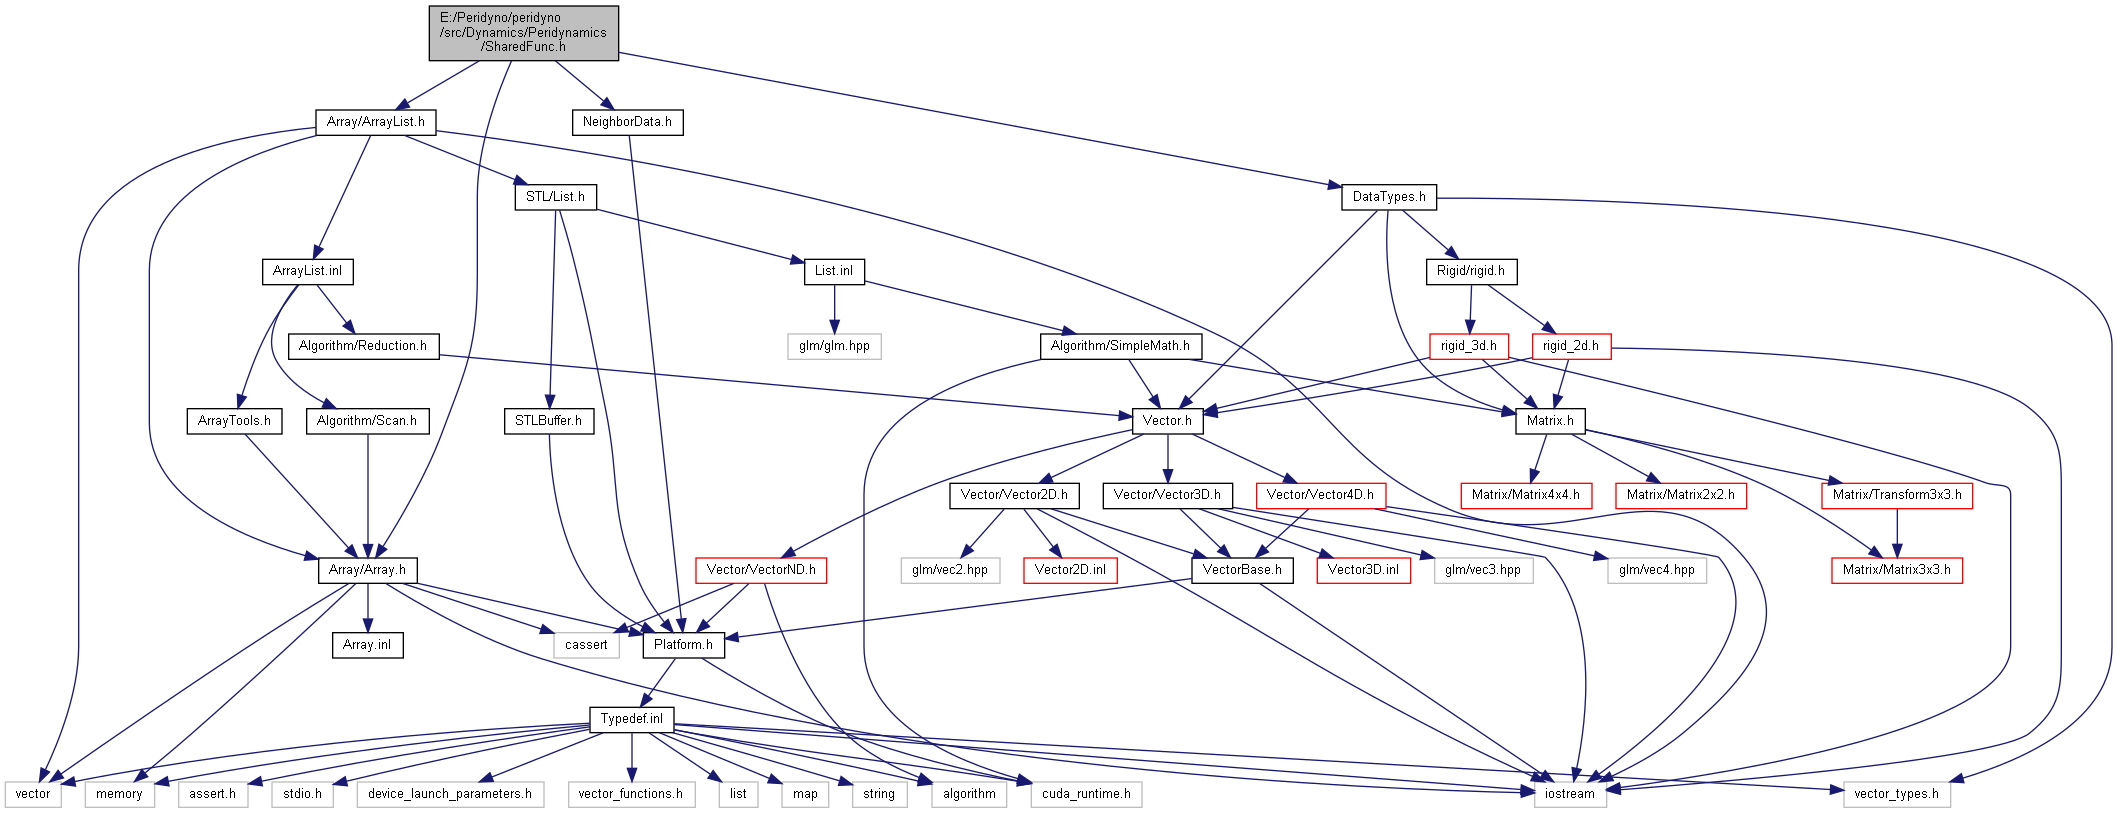 E:/Peridyno/peridyno
/src/Dynamics/Peridynamics
/SharedFunc.h
Array/ArrayList.h
NeighborData.h
STL/List.h
DataTypes.h
ArrayList.inl
List.inl
Rigid/rigid.h
Algorithm/Reduction.h
glm/glm.hpp
Algorithm/SimpleMath.h
rigid_3d.h
rigid_2d.h
ArrayTools.h
Algorithm/Scan.h
STLBuffer.h
Vector.h
Matrix.h
Vector/Vector2D.h
Vector/Vector3D.h
Vector/Vector4D.h
Matrix/Matrix4x4.h
Matrix/Matrix2x2.h
Matrix/Transform3x3.h
Array/Array.h
Vector/VectorND.h
glm/vec2.hpp
Vector2D.inl
VectorBase.h
Vector3D.inl
glm/vec3.hpp
glm/vec4.hpp
Matrix/Matrix3x3.h
Array.inl
cassert
Platform.h
Typedef.inl
vector
memory
assert.h
stdio.h
device_launch_parameters.h
vector_functions.h
list
map
string
algorithm
cuda_runtime.h
iostream
vector_types.h